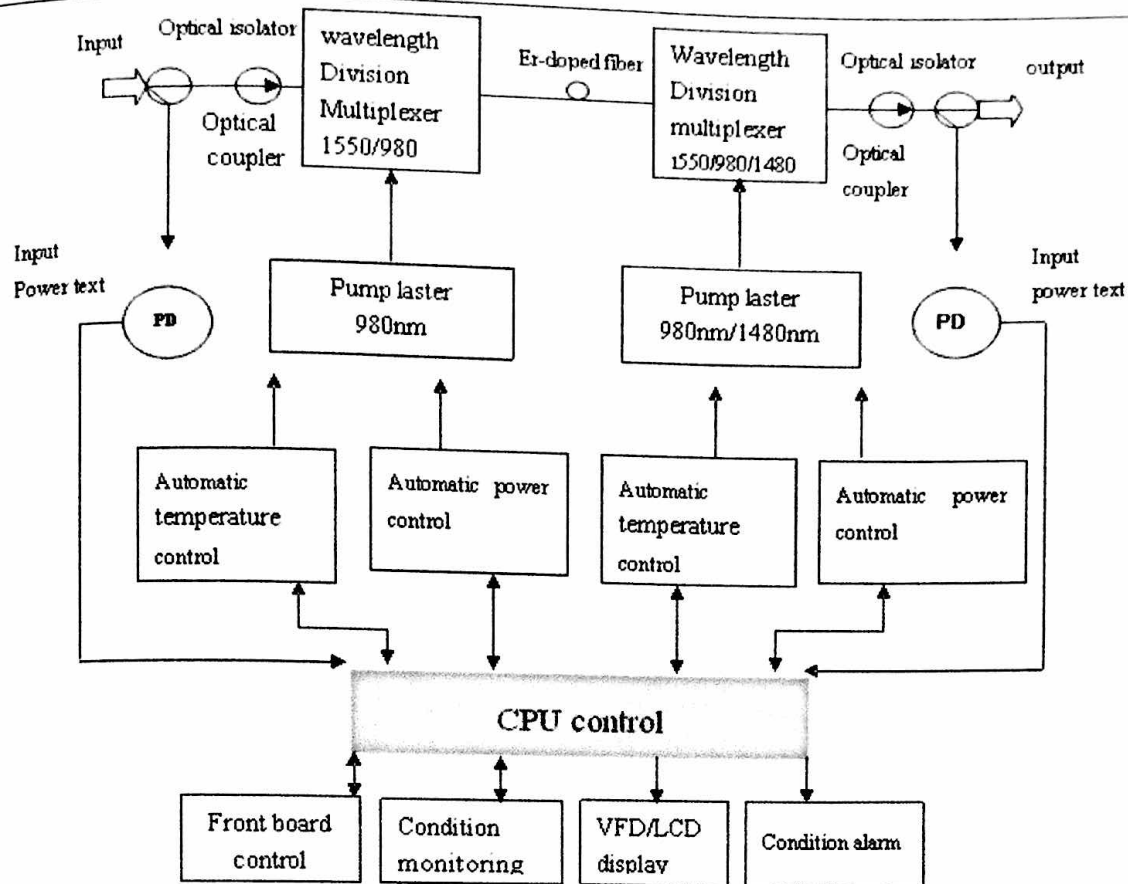 Input
Optical isolator
wavelength
Division
Multiplexer
1550/980
Er-doped fiber
Wavelength
Division
multiplexer
1550/980/1480
Optical isolator
output
Optical
coupler
Optical
coupler
Input
Power text
PD
Pump laster
980nm
Pump laster
980nm/1480nm
PD
Input
power text
Automatic
temperature
control
Automatic power
control
Automatic
temperature
control
Automatic power
control
CPU control
Front board
control
Condition
monitoring
VFD/LCD
display
Condition alarm